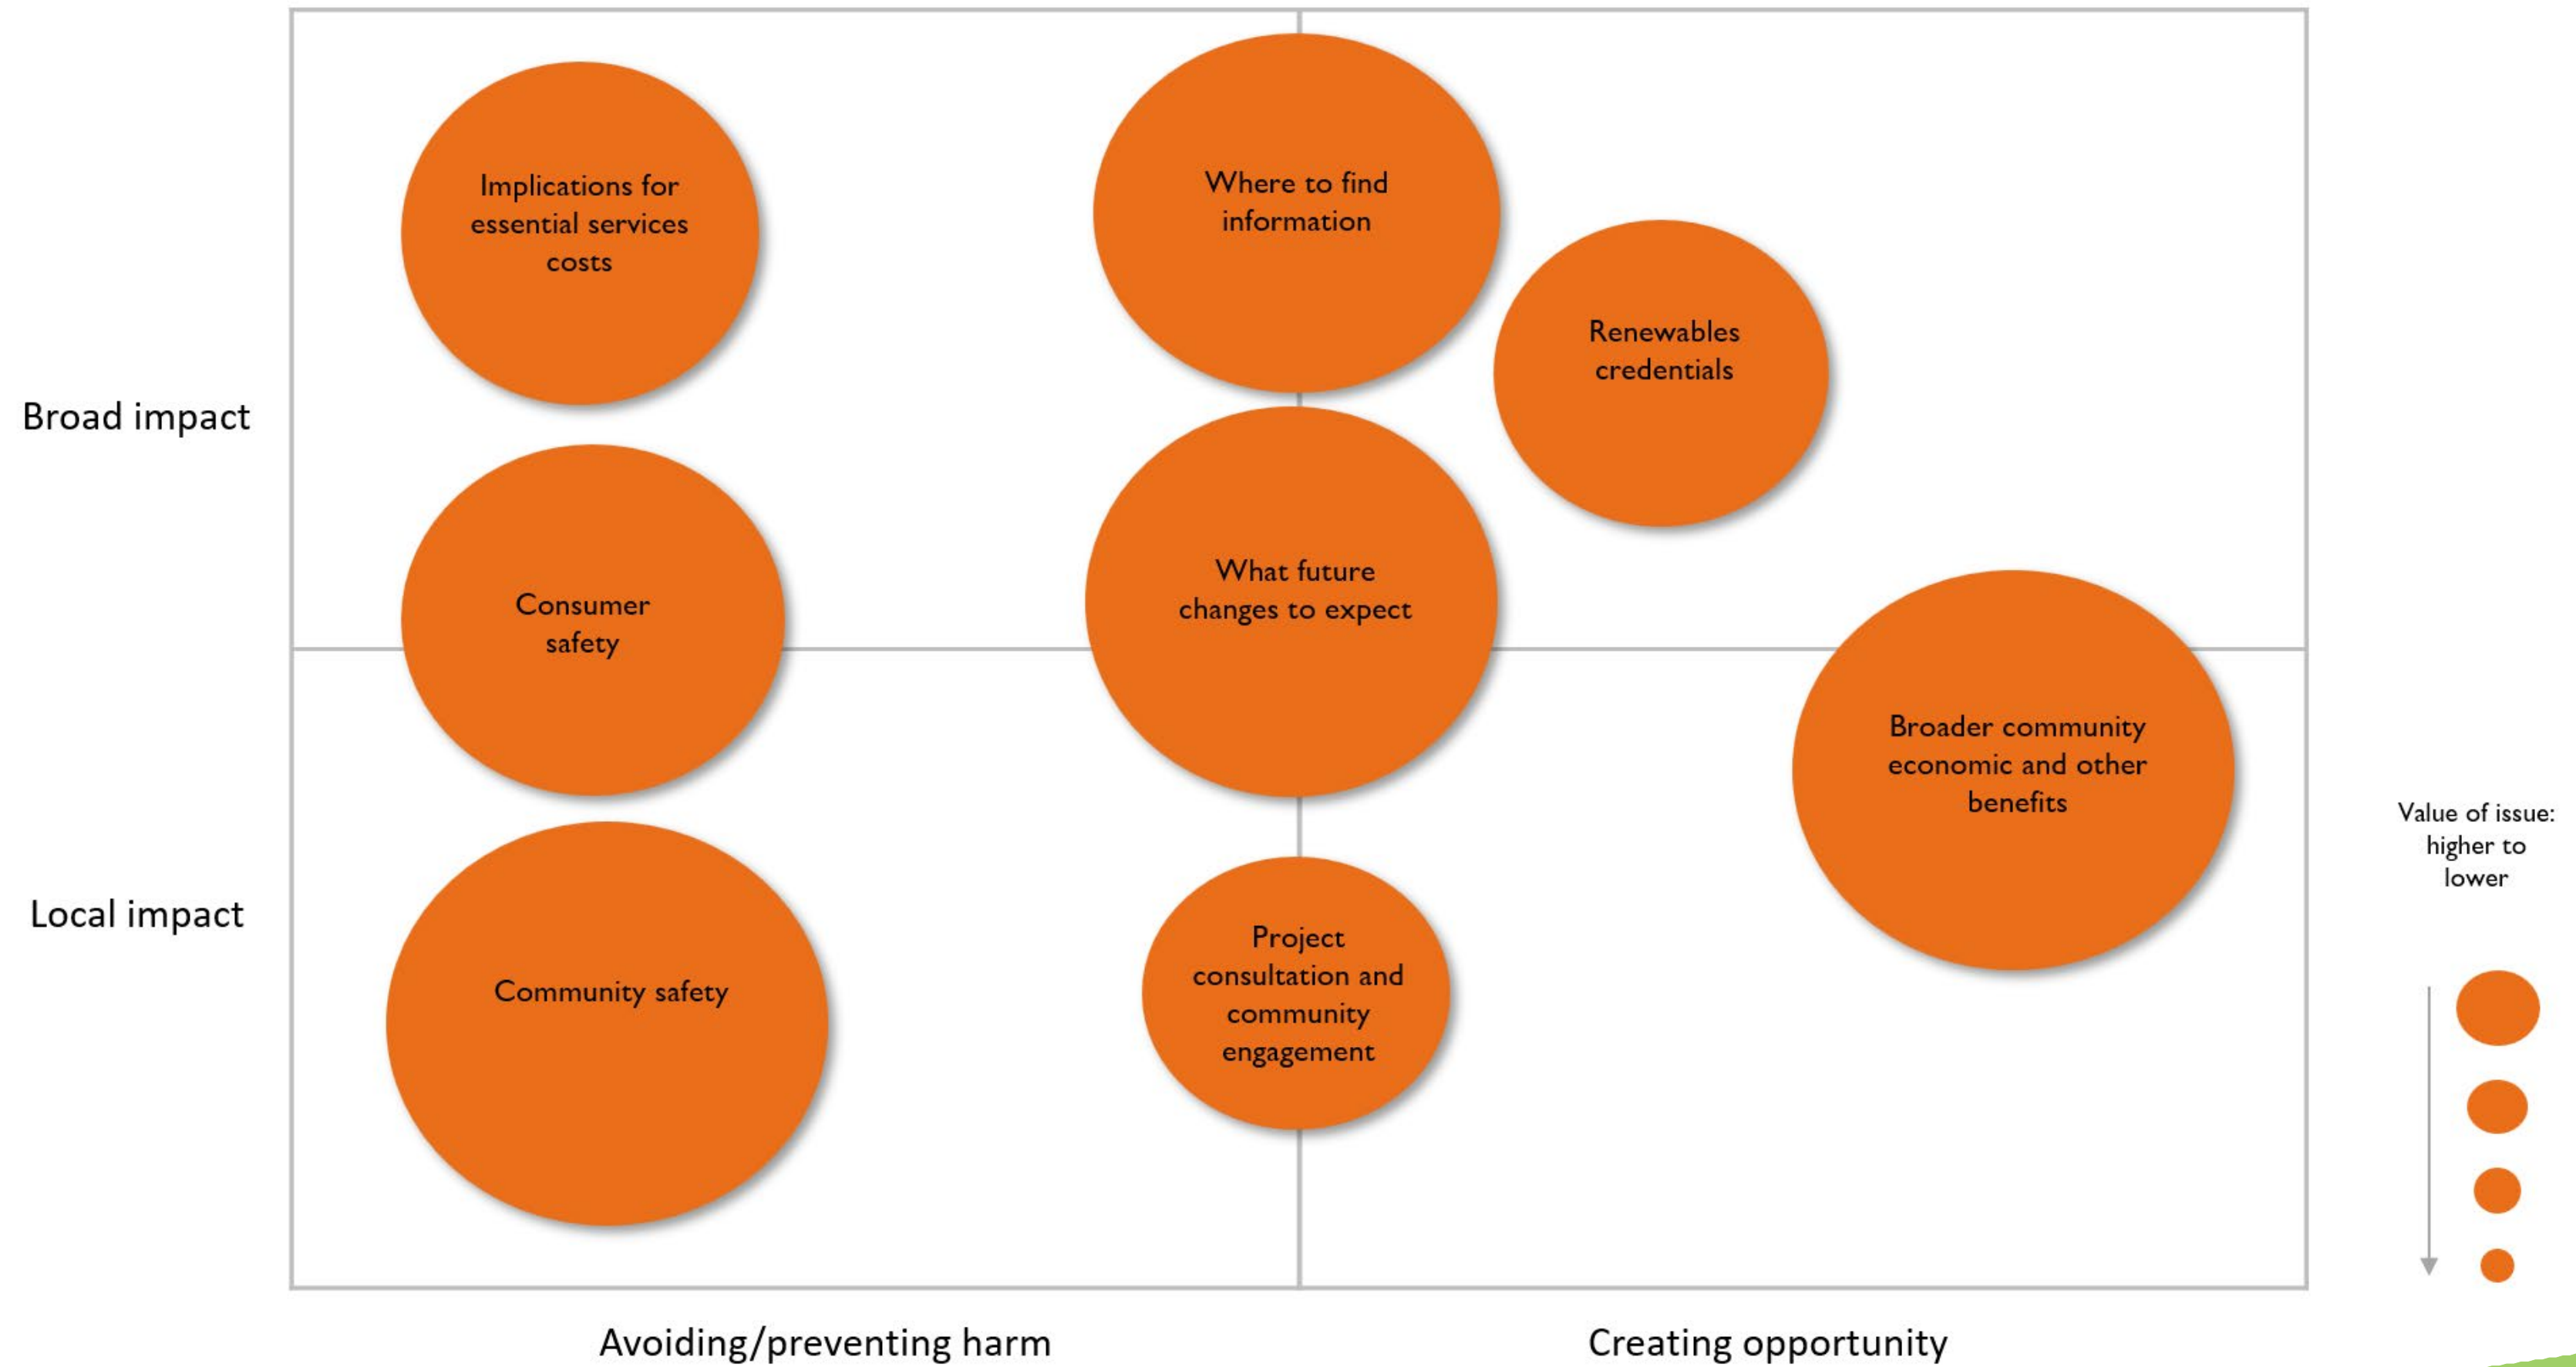 Implications for
essential services
costs
Where to find
information
Renewables
credentials
Broad impact
Consumer
safety
What future
changes to expect
Broader community
economic and other
benefits
Value of issue:
higher to
lower
Local impact
Community safety
Project
consultation and
community
engagement
Avoiding/preventing harm
Creating opportunity